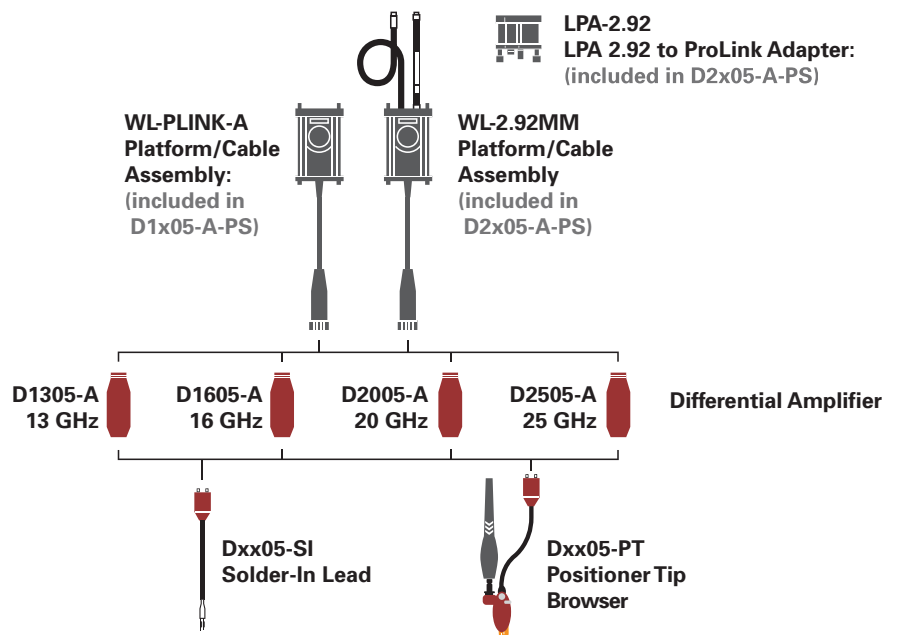 LPA-2.92
LPA 2.92 to ProLink Adapter:
(included in D2x05-A-PS)
WL-PLINK-A
Platform/Cable
Assembly:
(included in
D1x05-A-PS)
WL-2.92MM
Platform/Cable
Assembly
(included in
D2x05-A-PS)
D1305-A
13 GHz
D1605-A
16 GHz
D2005-A
20 GHz
D2505-A
25 GHz
Differential Amplifier
Dxx05-SI
Solder-In Lead
Dxx05-PT
Positioner Tip
Browser